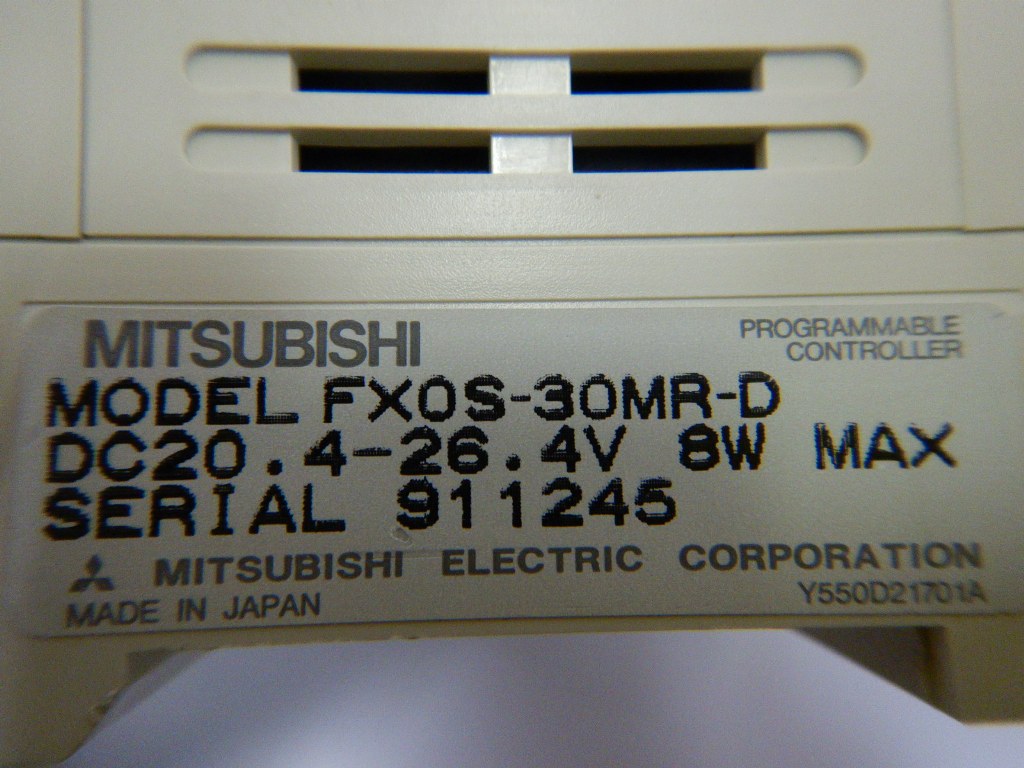 MITSUBISHI
PROGRAMMABLE
CONTROLLER
MODEL FX0S-30MR-D
DC20.4-26.4V 8W MAX
SERIAL 911245
MITSUBISHI ELECTRIC CORPORATION
MADE IN JAPAN
Y550D21701A